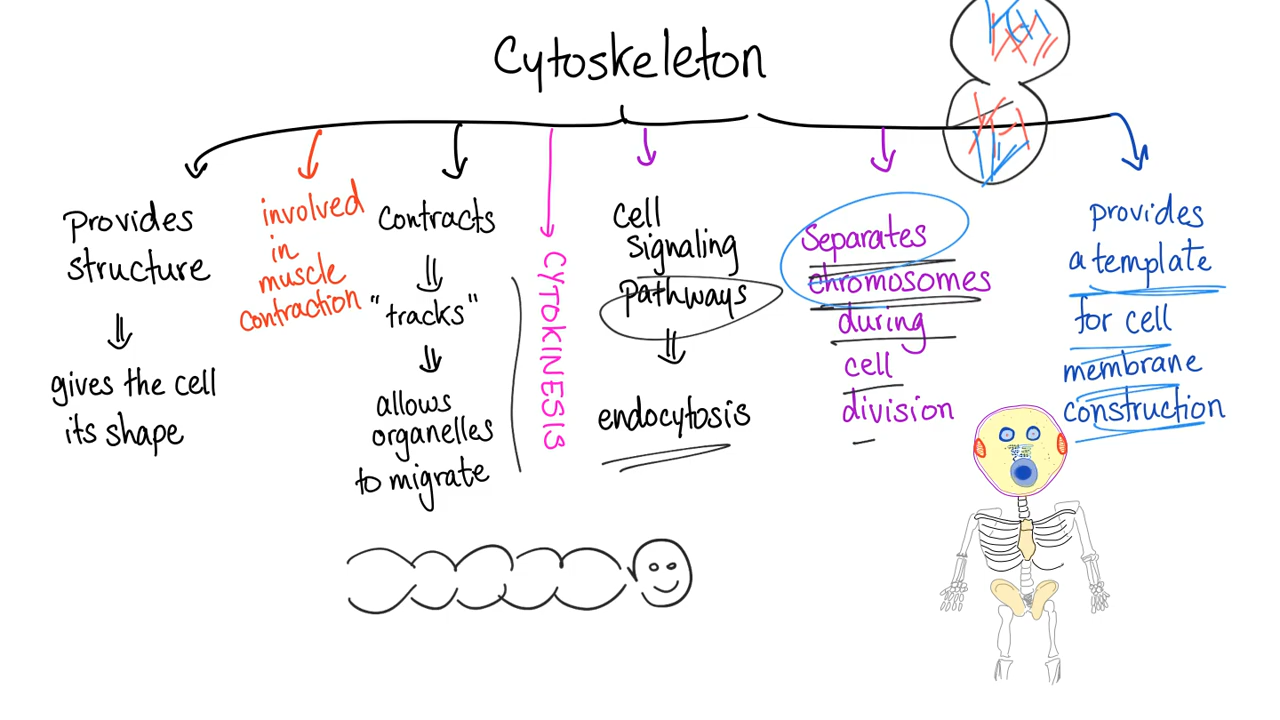 Cytoskeleton
Provides
structure
gives the cell
its shape
involved
in
muscle
contraction
Contracts
"tracks"
allows
organelles
to migrate
CYTOKINESIS
Cell
signaling
pathways
endocytosis
Separates
chromosomes
during
cell
division
provides
a template
for cell
membrane
construction